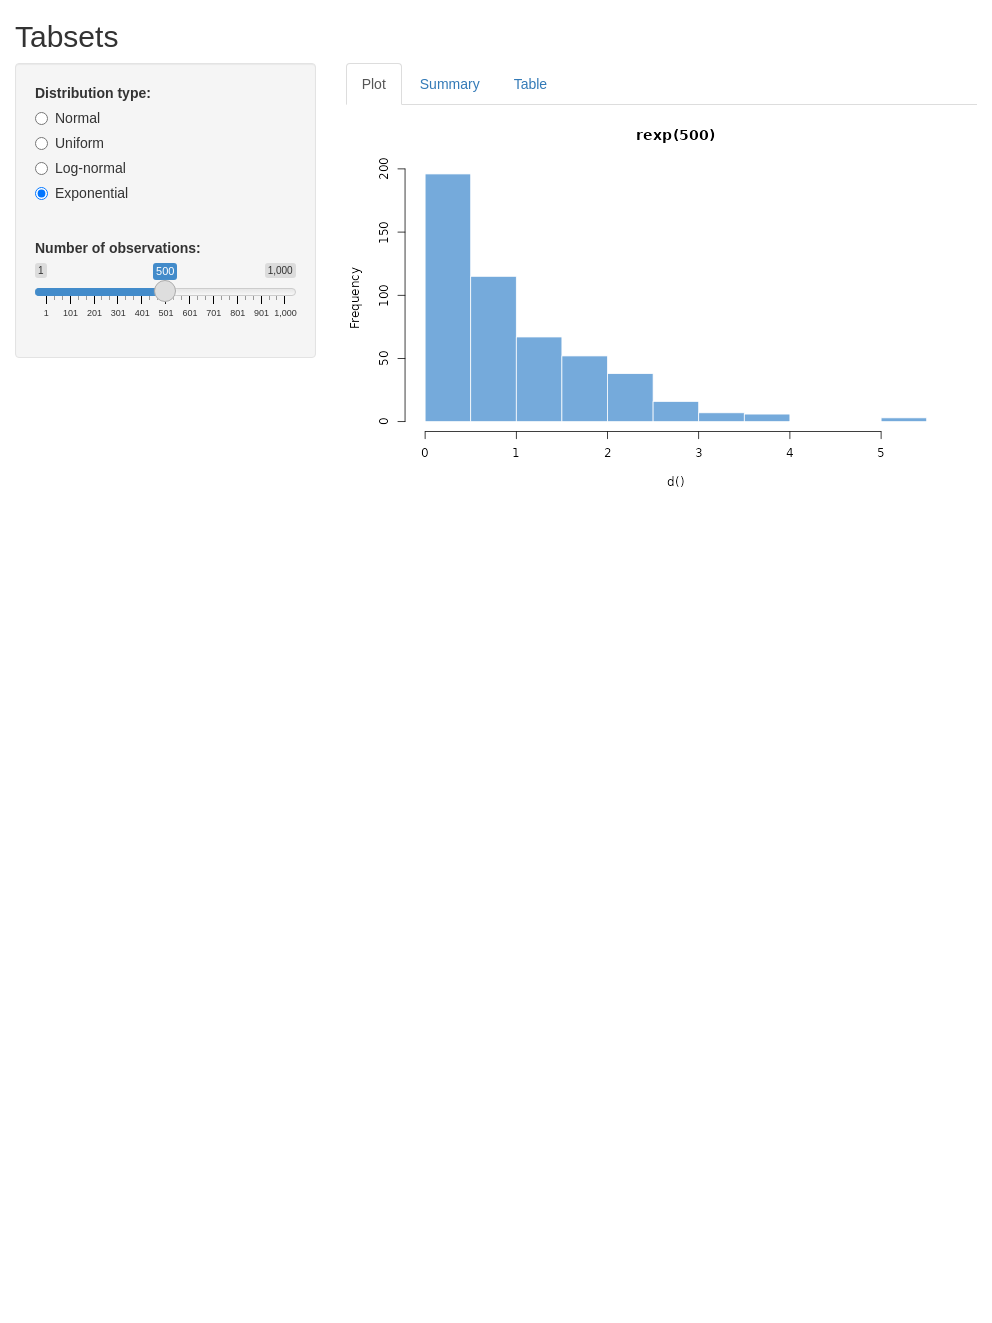 Tabsets
Distribution type:
Normal
Uniform
Log-normal
Exponential
Number of observations:
1 500 1,000
1 101 201 301 401 501 601 701 801 901 1,000
Plot Summary Table
rexp(500)
Frequency
200
150
100
50
0
0 1 2 3 4 5
d()